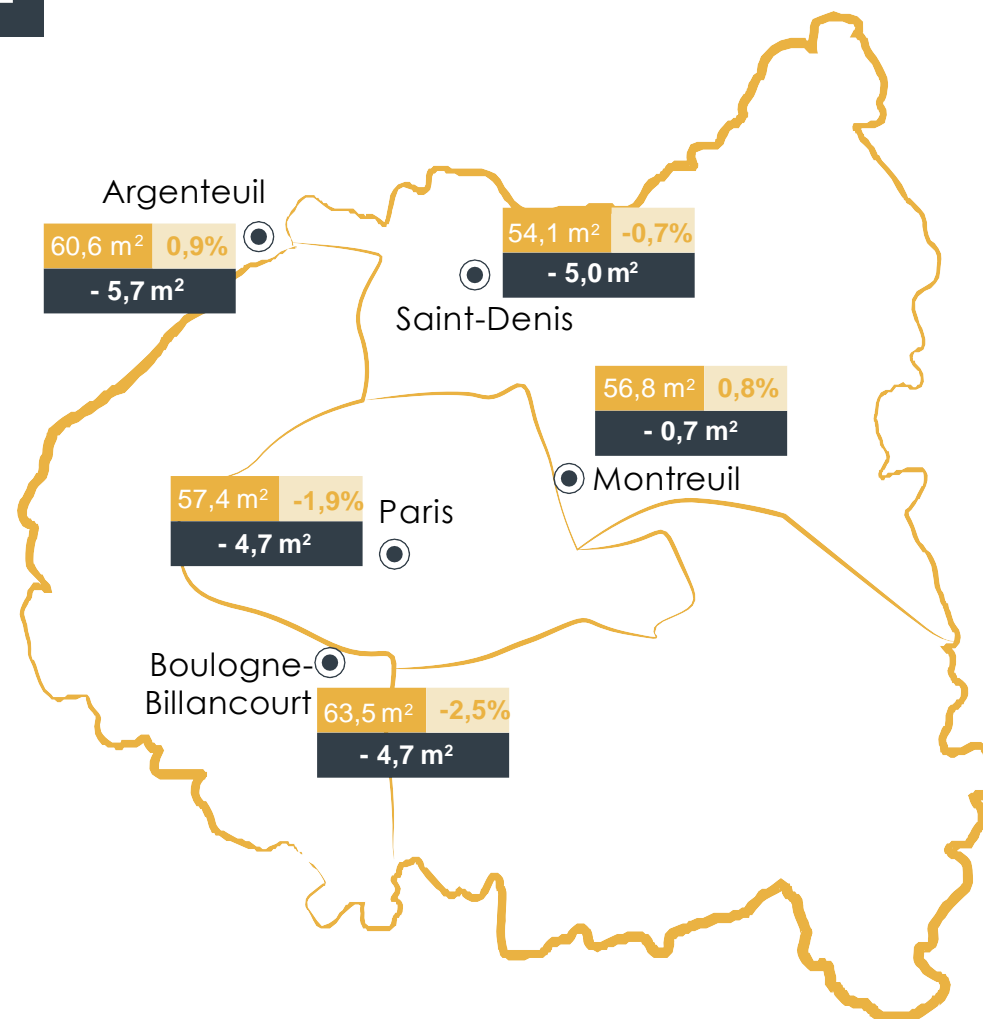 Argenteuil
60,6 m² 0,9%
- 5,7 m²
54,1 m² -0,7%
- 5,0 m²
Saint-Denis
56,8 m² 0,8%
- 0,7 m²
Montreuil
57,4 m² -1,9%
- 4,7 m²
Paris
Boulogne-
Billancourt
63,5 m² -2,5%
- 4,7 m²